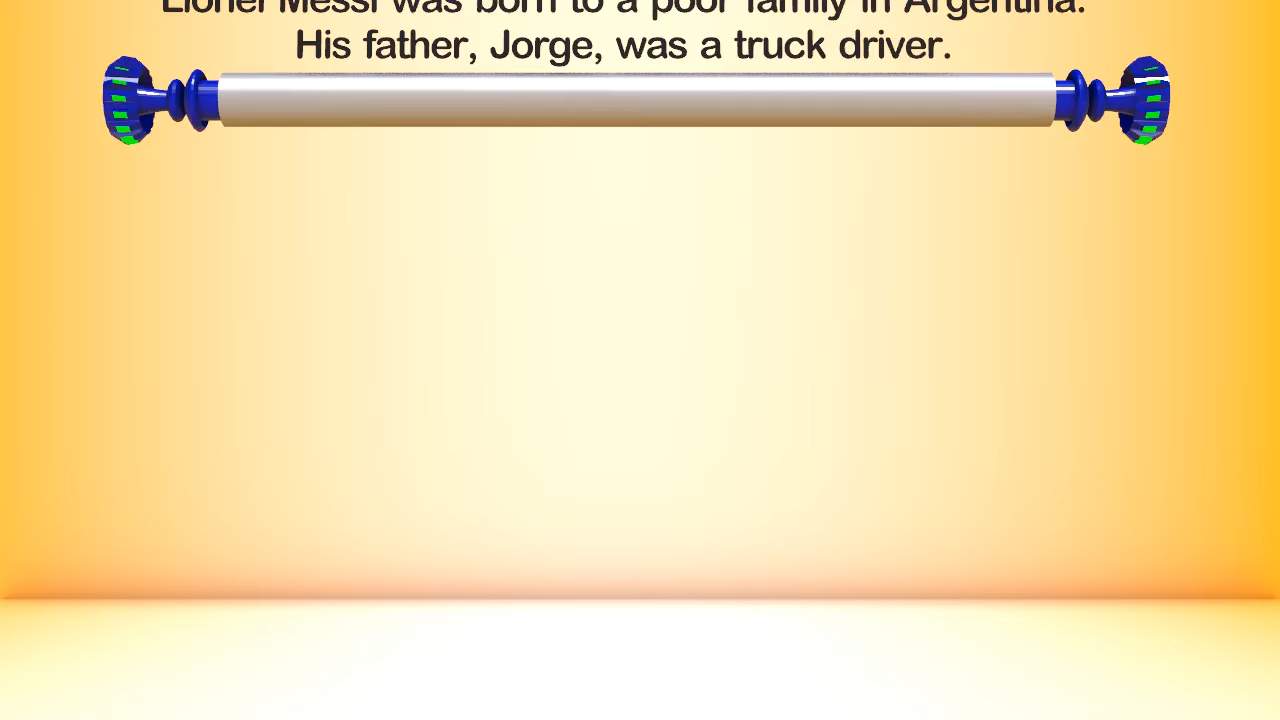 Lionel Messi was born to a poor family in Argentina.
His father, Jorge, was a truck driver.